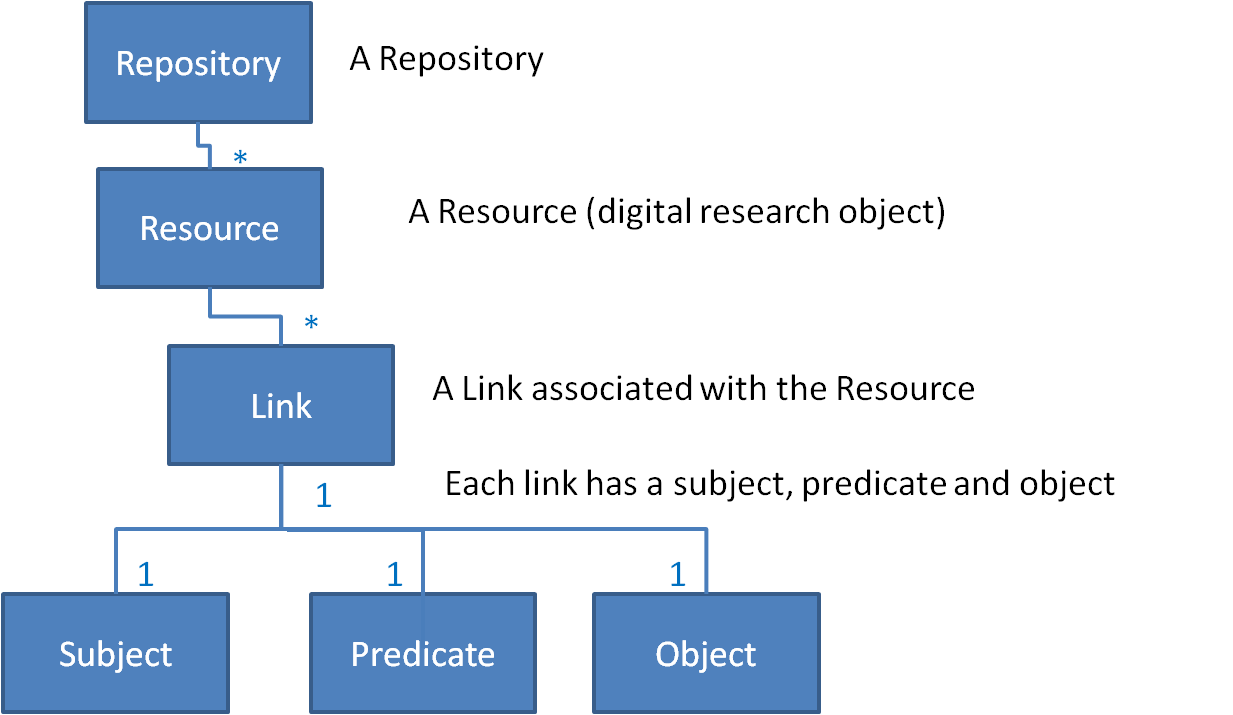 Repository
A Repository
*
Resource
A Resource (digital research object)
*
Link
A Link associated with the Resource
1
Each link has a subject, predicate and object
1 1 1
Subject Predicate Object